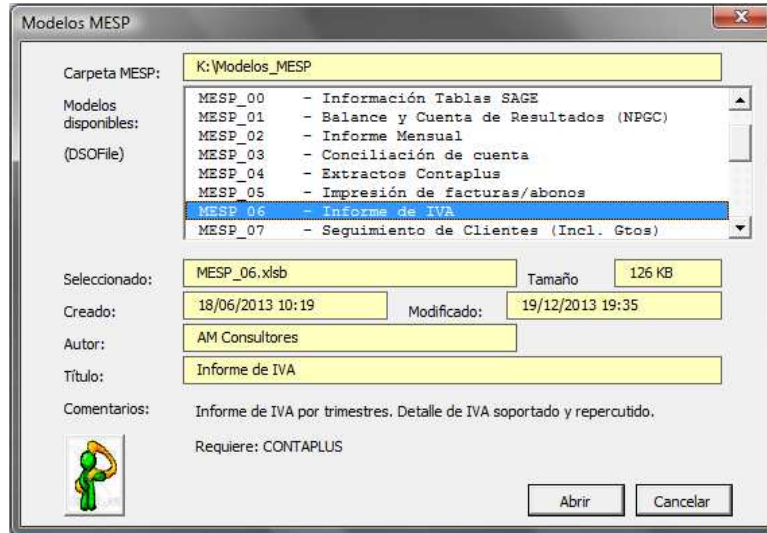 Modelos MESP
Carpeta MESP: K:\Modelos_MESP
Modelos disponibles:
(DSOFile)
MESP_00 - Información Tablas SAGE
MESP_01 - Balance y Cuenta de Resultados (NPGC)
MESP_02 - Informe Mensual
MESP_03 - Conciliación de cuenta
MESP_04 - Extractos Contaplus
MESP_05 - Impresión de facturas/abonos
MESP_06 - Informe de IVA
MESP_07 - Seguimiento de Clientes (Incl. Gtos)
Seleccionado: MESP_06.xlsb Tamaño 126 KB
Creado: 18/06/2013 10:19 Modificado: 19/12/2013 19:35
Autor: AM Consultores
Título: Informe de IVA
Comentarios: Informe de IVA por trimestres. Detalle de IVA soportado y repercutido.
Requiere: CONTAPLUS
Abrir Cancelar